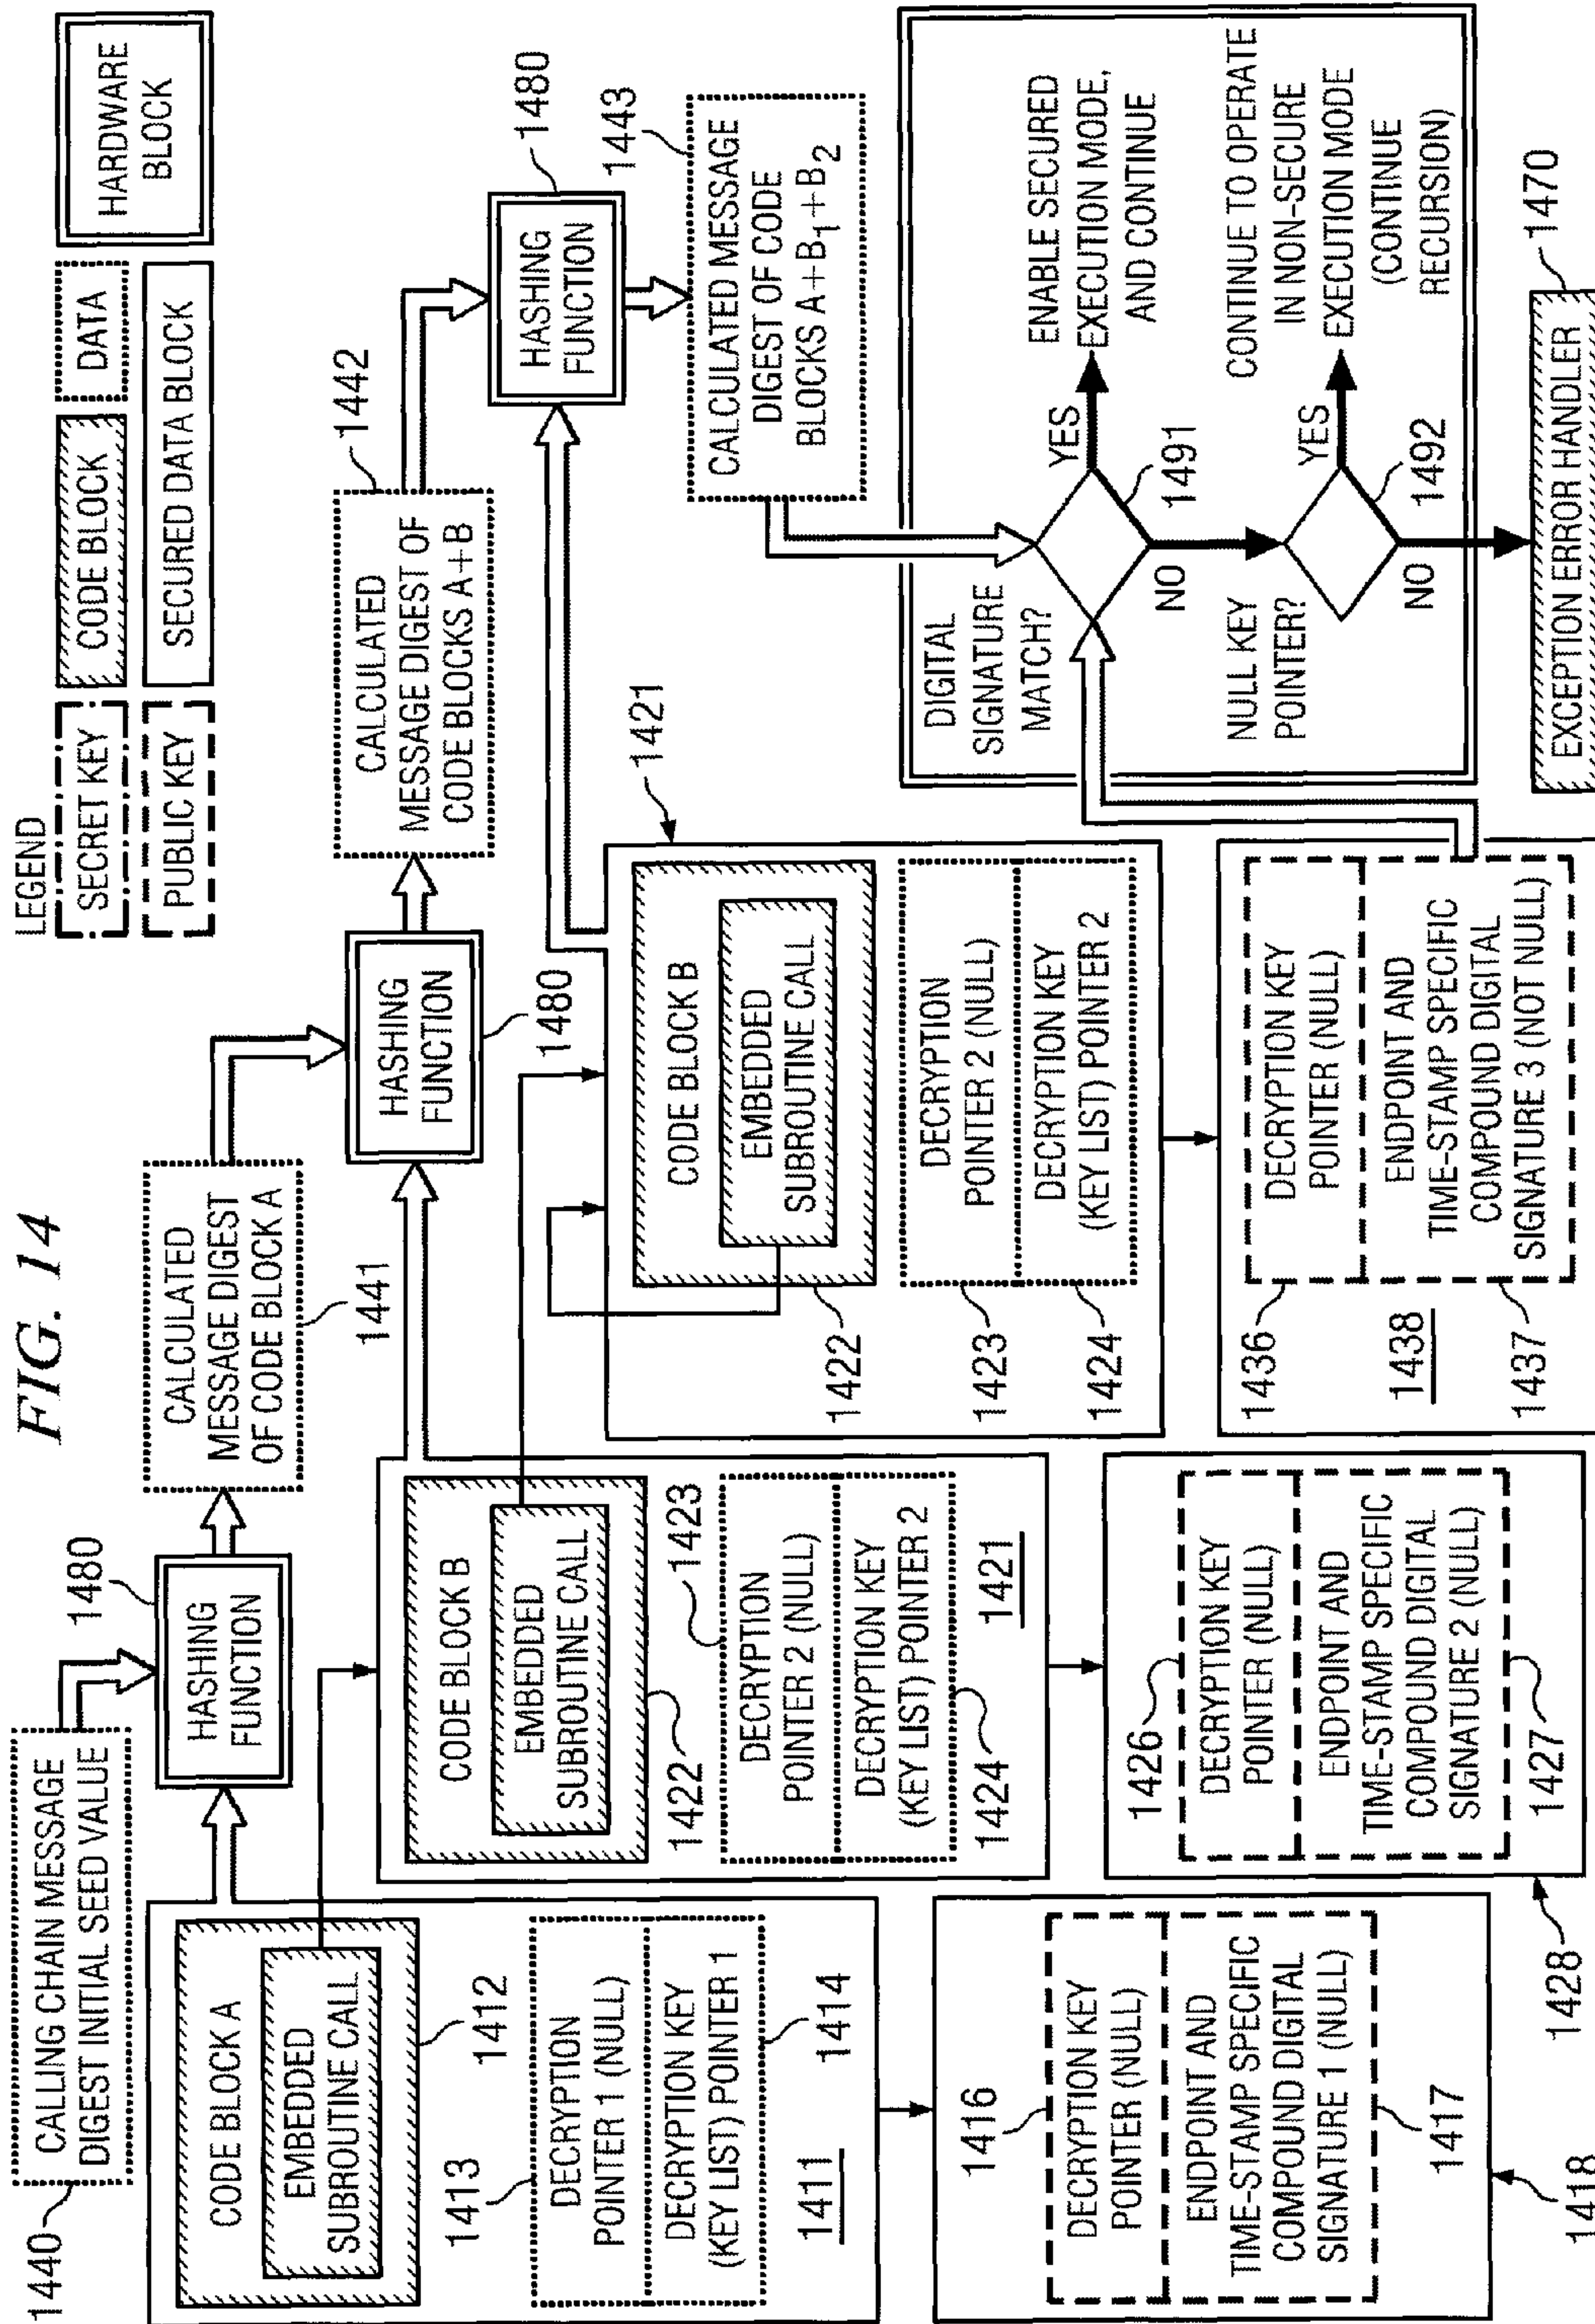 FIG. 14
LEGEND
SECRET KEY
CODE BLOCK
DATA
HARDWARE
BLOCK
PUBLIC KEY
SECURED DATA BLOCK
1440
CALLING CHAIN MESSAGE
DIGEST INITIAL SEED VALUE
1480
HASHING
FUNCTION
CALCULATED
MESSAGE DIGEST
OF CODE BLOCK A
1441
HASHING
FUNCTION
1480
CALCULATED
MESSAGE DIGEST OF
CODE BLOCKS A+B
1442
HASHING
FUNCTION
1480
CALCULATED MESSAGE
DIGEST OF CODE
BLOCKS A+B1+B2
1443
CODE BLOCK A
EMBEDDED
SUBROUTINE CALL
1412
1413
DECRYPTION
POINTER 1 (NULL)
DECRYPTION KEY
(KEY LIST) POINTER 1
1414
1411
1416
DECRYPTION KEY
POINTER (NULL)
ENDPOINT AND
TIME-STAMP SPECIFIC
COMPOUND DIGITAL
SIGNATURE 1 (NULL)
1417
1418
CODE BLOCK B
EMBEDDED
SUBROUTINE CALL
1422
1423
DECRYPTION
POINTER 2 (NULL)
DECRYPTION KEY
(KEY LIST) POINTER 2
1424
1421
1426
DECRYPTION KEY
POINTER (NULL)
ENDPOINT AND
TIME-STAMP SPECIFIC
COMPOUND DIGITAL
SIGNATURE 2 (NULL)
1427
1428
1421
CODE BLOCK B
EMBEDDED
SUBROUTINE CALL
1422
DECRYPTION
POINTER 2 (NULL)
1423
DECRYPTION KEY
(KEY LIST) POINTER 2
1424
1436
DECRYPTION KEY
POINTER (NULL)
1438
ENDPOINT AND
TIME-STAMP SPECIFIC
COMPOUND DIGITAL
SIGNATURE 3 (NOT NULL)
1437
DIGITAL
SIGNATURE
MATCH?
YES
ENABLE SECURED
EXECUTION MODE,
AND CONTINUE
1491
NO
NULL KEY
POINTER?
YES
CONTINUE TO OPERATE
IN NON-SECURE
EXECUTION MODE
(CONTINUE
RECURSION)
1492
NO
EXCEPTION ERROR HANDLER
1470